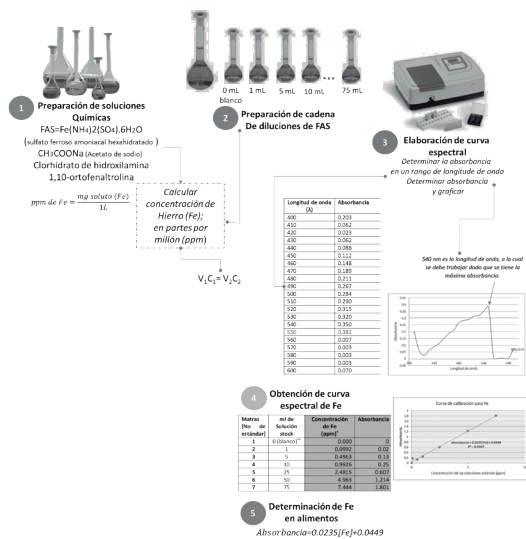 0 mL 1 mL 5 mL 10 mL ... 75 mL
blanco
1
Preparación de soluciones
Químicas
FAS=Fe(NH4)2(SO4).6H2O
(sulfato ferroso amoniacal hexahidratado )
CH3COONa (Acetato de sodio)
Clorhidrato de hidroxilamina
1,10-ortofenaltrolina
ppm de Fe = mg soluto (Fe)
1L
Calcular
concentración de
Hierro (Fe);
en partes por
millón (ppm)
V1C1= V2C2
2
Preparación de cadena
De diluciones de FAS
3
Elaboración de curva
espectral
Determinar la absorbancia
en un rango de longitude de onda
Determinar absorbancia
y graficar
Longitud de onda Absorbancia
(λ)
400 0.203
410 0.062
420 0.023
430 0.062
440 0.088
450 0.112
460 0.148
470 0.189
480 0.211
490 0.267
500 0.284
510 0.290
520 0.315
530 0.320
540 0.350
550 0.382
560 0.007
570 0.003
580 0.003
590 0.003
600 0.070
540 nm es la longitud de onda, a la cual
se debe trabajar dado que se tiene la
máxima absorbancia.
Absorbancia
Longitud de onda
4
Obtención de curva
espectral de Fe
Matraz ml de Concentración Absorbancia
(No de Solución de Fe
estándar) stock (ppm)*
1 0 (blanco)** 0.000 0
2 1 0.0992 0.02
3 5 0.4963 0.13
4 10 0.9926 0.25
5 25 2.4815 0.607
6 50 4.963 1.214
7 75 7.444 1.801
Curva de calibración para Fe
Absorbancia
Concentración de las soluciones estándar (ppm)
5
Determinación de Fe
en alimentos
Absorbancia=0.0235[Fe]+0.0449